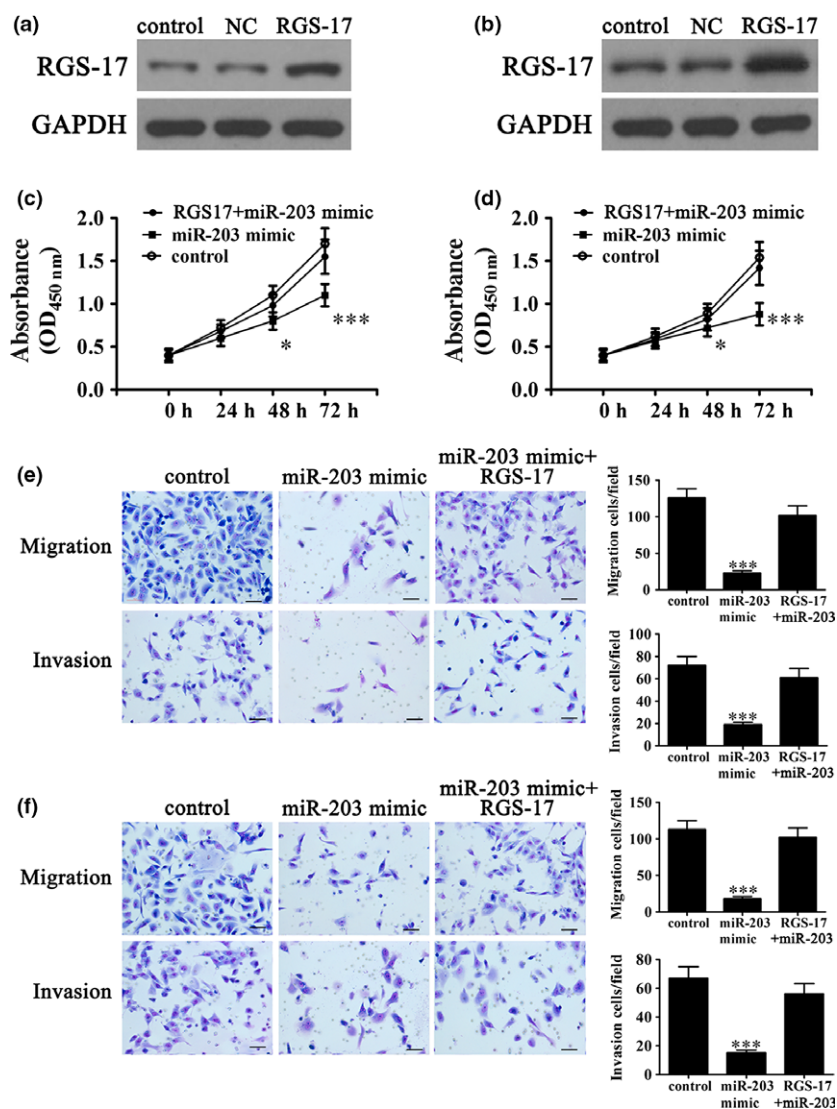 (a)
control NC RGS-17
RGS-17
GAPDH
(b)
control NC RGS-17
RGS-17
GAPDH
(c)
RGS17+miR-203 mimic
miR-203 mimic
control
Absorbance
(OD450 nm)
2.0
1.5
1.0
0.5
0.0
*
***
0 h 24 h 48 h 72 h
(d)
RGS17+miR-203 mimic
miR-203 mimic
control
Absorbance
(OD450 nm)
2.0
1.5
1.0
0.5
0.0
*
***
0 h 24 h 48 h 72 h
(e)
control miR-203 mimic miR-203 mimic+
RGS-17
Migration
Invasion
Migration cells/field
150
100
50
0
***
control miR-203 RGS-17
mimic +miR-203
Invasion cells/field
100
80
60
40
20
0
***
control miR-203 RGS-17
mimic +miR-203
(f)
control miR-203 mimic miR-203 mimic+
RGS-17
Migration
Invasion
Migration cells/field
150
100
50
0
***
control miR-203 RGS-17
mimic +miR-203
Invasion cells/field
80
60
40
20
0
***
control miR-203 RGS-17
mimic +miR-203